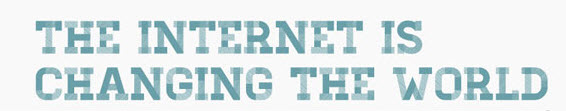 THE INTERNET IS
CHANGING THE WORLD